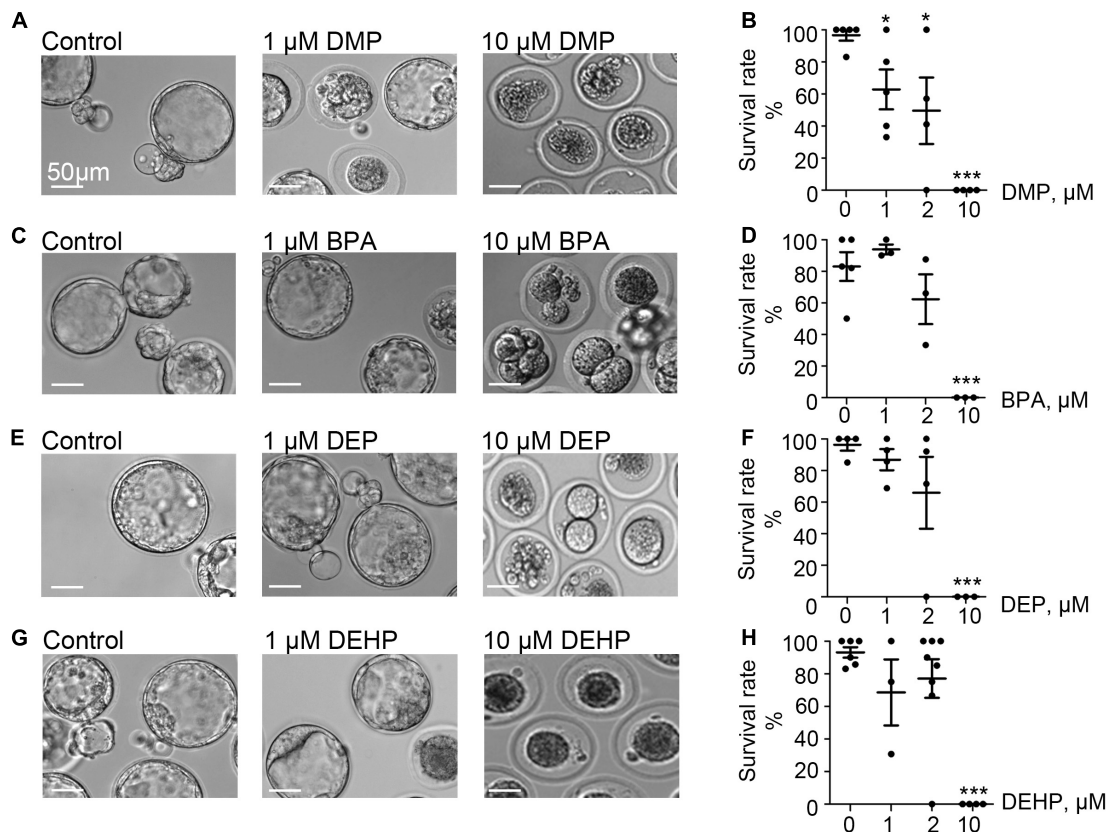 A
Control
1 µM DMP
10 µM DMP
50µm
B
Survival rate
%
100
80
60
40
20
0
* * ***
0 1 2 10
DMP, µM
C
Control
1 µM BPA
10 µM BPA
D
Survival rate
%
100
80
60
40
20
0
***
0 1 2 10
BPA, µM
E
Control
1 µM DEP
10 µM DEP
F
Survival rate
%
100
80
60
40
20
0
***
0 1 2 10
DEP, µM
G
Control
1 µM DEHP
10 µM DEHP
H
Survival rate
%
100
80
60
40
20
0
***
0 1 2 10
DEHP, µM